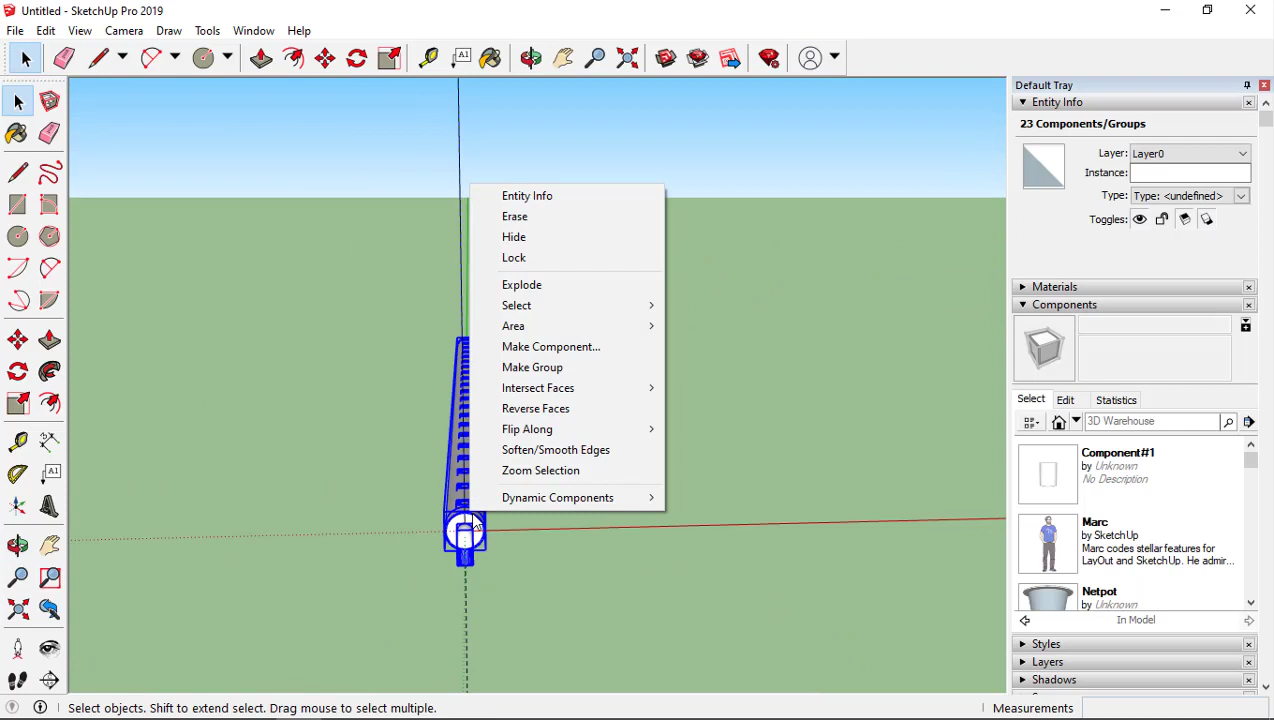 Untitled - SketchUp Pro 2019
File Edit View Camera Draw Tools Window Help
A1
Default Tray
Entity Info
23 Components/Groups
Layer: Layer0
Instance:
Type: Type: <undefined>
Toggles:
Entity Info
Erase
Hide
Lock
Explode
Select
Area
Make Component...
Make Group
Intersect Faces
Reverse Faces
Flip Along
Soften/Smooth Edges
Zoom Selection
Dynamic Components
A1
Materials
Components
Select Edit Statistics
3D Warehouse
Component#1
by Unknown
No Description
Marc
by SketchUp
Marc codes stellar features for
LayOut and SketchUp. He admir...
Netpot
by Unknown
In Model
Styles
Layers
Shadows
Select objects. Shift to extend select. Drag mouse to select multiple.
Measurements